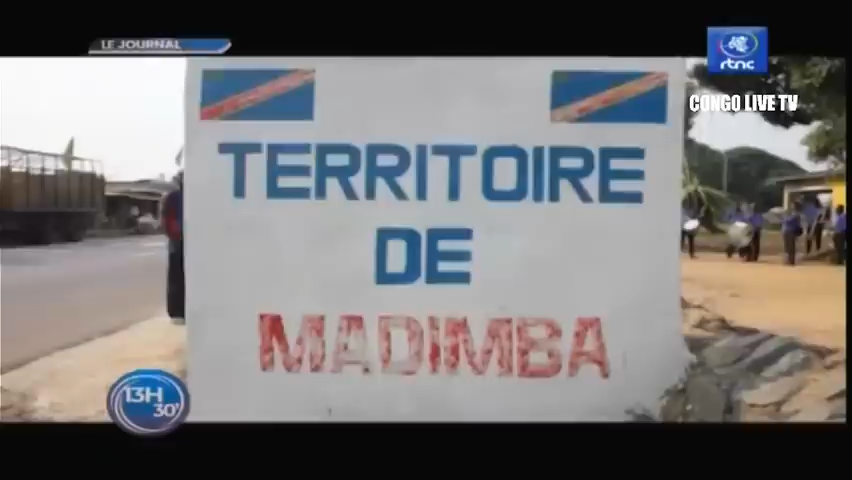 LE JOURNAL
rtnc
CONGO LIVE TV
TERRITOIRE
DE
MADIMBA
13H
30'